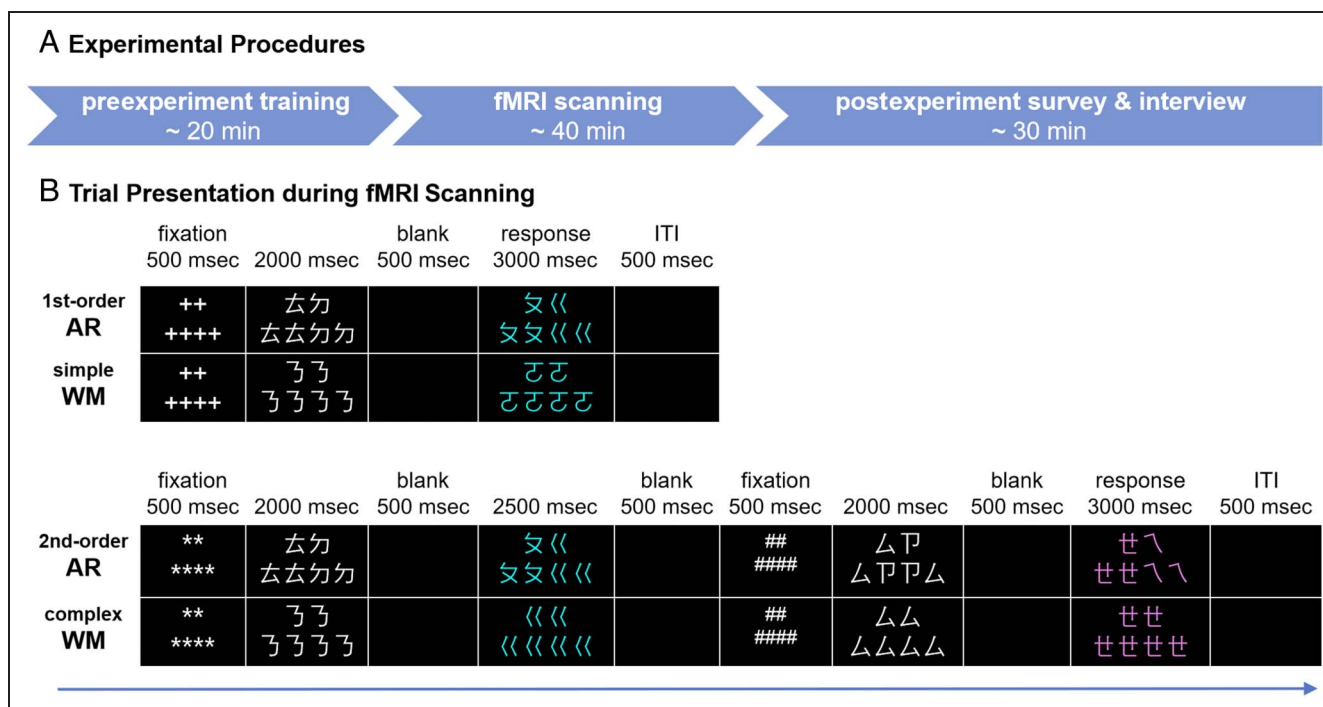 A Experimental Procedures
preexperiment training
~ 20 min
fMRI scanning
~ 40 min
postexperiment survey & interview
~ 30 min
B Trial Presentation during fMRI Scanning
fixation blank response ITI
500 msec 2000 msec 500 msec 3000 msec 500 msec
1st-order
AR
++ ㄊㄉ ㄆㄍ
++++ ㄊㄊㄉㄉ ㄆㄆㄍㄍ
simple
WM
++ ㄋㄋ ㄛㄛ
++++ ㄋㄋㄋㄋ ㄛㄛㄛㄛ
fixation blank blank fixation blank response ITI
500 msec 2000 msec 500 msec 2500 msec 500 msec 500 msec 2000 msec 500 msec 3000 msec 500 msec
2nd-order
AR
** ㄊㄉ ㄆㄍ ## ㄙㄗ ㄝㄟ
**** ㄊㄊㄉㄉ ㄆㄆㄍㄍ #### ㄙㄗㄗㄙ ㄝㄝㄟㄟ
complex
WM
** ㄋㄋ ㄍㄍ ## ㄙㄙ ㄝㄝ
**** ㄋㄋㄋㄋ ㄍㄍㄍㄍ #### ㄙㄙㄙㄙ ㄝㄝㄝㄝ